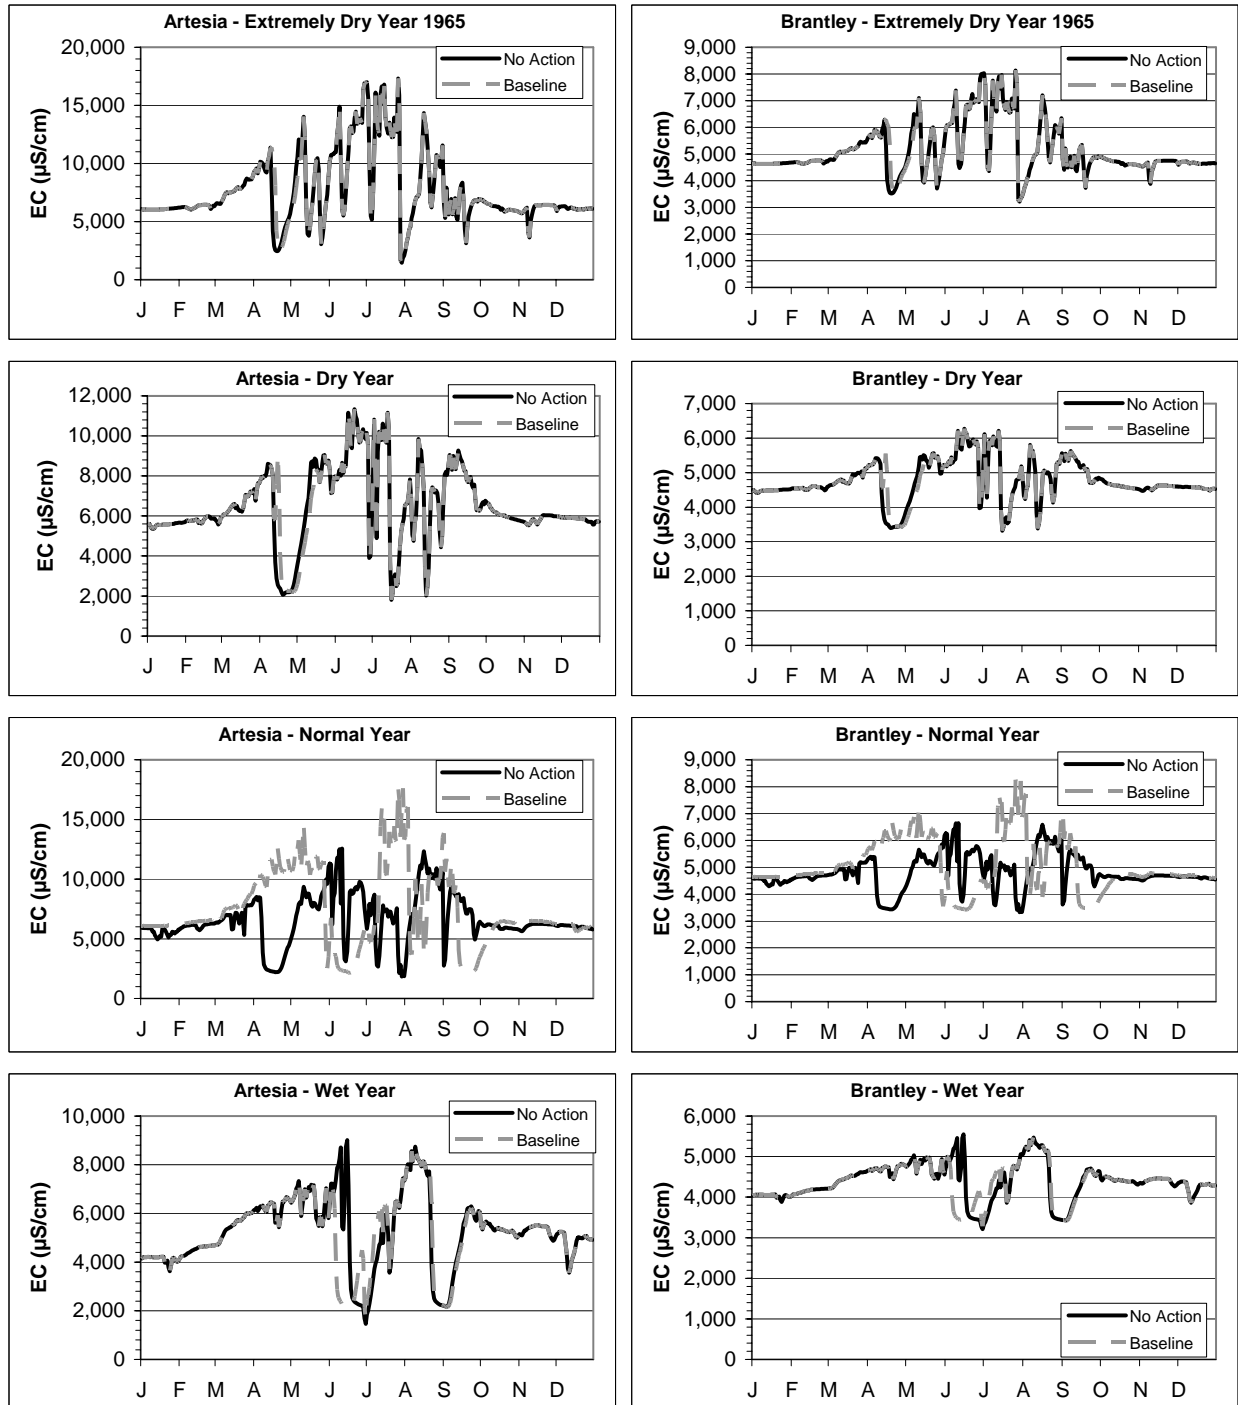 Artesia - Extremely Dry Year 1965
20,000
15,000
10,000
5,000
0
EC (µS/cm)
No Action
Baseline
J F M A M J J A S O N D
Brantley - Extremely Dry Year 1965
9,000
8,000
7,000
6,000
5,000
4,000
3,000
2,000
1,000
0
EC (µS/cm)
No Action
Baseline
J F M A M J J A S O N D
Artesia - Dry Year
12,000
10,000
8,000
6,000
4,000
2,000
0
EC (µS/cm)
No Action
Baseline
J F M A M J J A S O N D
Brantley - Dry Year
7,000
6,000
5,000
4,000
3,000
2,000
1,000
0
EC (µS/cm)
No Action
Baseline
J F M A M J J A S O N D
Artesia - Normal Year
20,000
15,000
10,000
5,000
0
EC (µS/cm)
No Action
Baseline
J F M A M J J A S O N D
Brantley - Normal Year
9,000
8,000
7,000
6,000
5,000
4,000
3,000
2,000
1,000
0
EC (µS/cm)
No Action
Baseline
J F M A M J J A S O N D
Artesia - Wet Year
10,000
8,000
6,000
4,000
2,000
0
EC (µS/cm)
No Action
Baseline
J F M A M J J A S O N D
Brantley - Wet Year
6,000
5,000
4,000
3,000
2,000
1,000
0
EC (µS/cm)
No Action
Baseline
J F M A M J J A S O N D